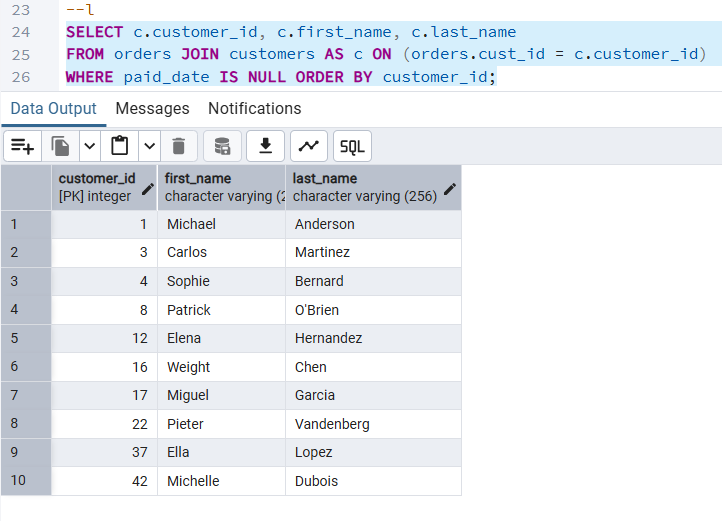 23 --l
24 SELECT c.customer_id, c.first_name, c.last_name
25 FROM orders JOIN customers AS c ON (orders.cust_id = c.customer_id)
26 WHERE paid_date IS NULL ORDER BY customer_id;
Data Output Messages Notifications
SQL
customer_id first_name last_name
[PK] integer character varying (2 character varying (256)
1 1 Michael Anderson
2 3 Carlos Martinez
3 4 Sophie Bernard
4 8 Patrick O'Brien
5 12 Elena Hernandez
6 16 Weight Chen
7 17 Miguel Garcia
8 22 Pieter Vandenberg
9 37 Ella Lopez
10 42 Michelle Dubois